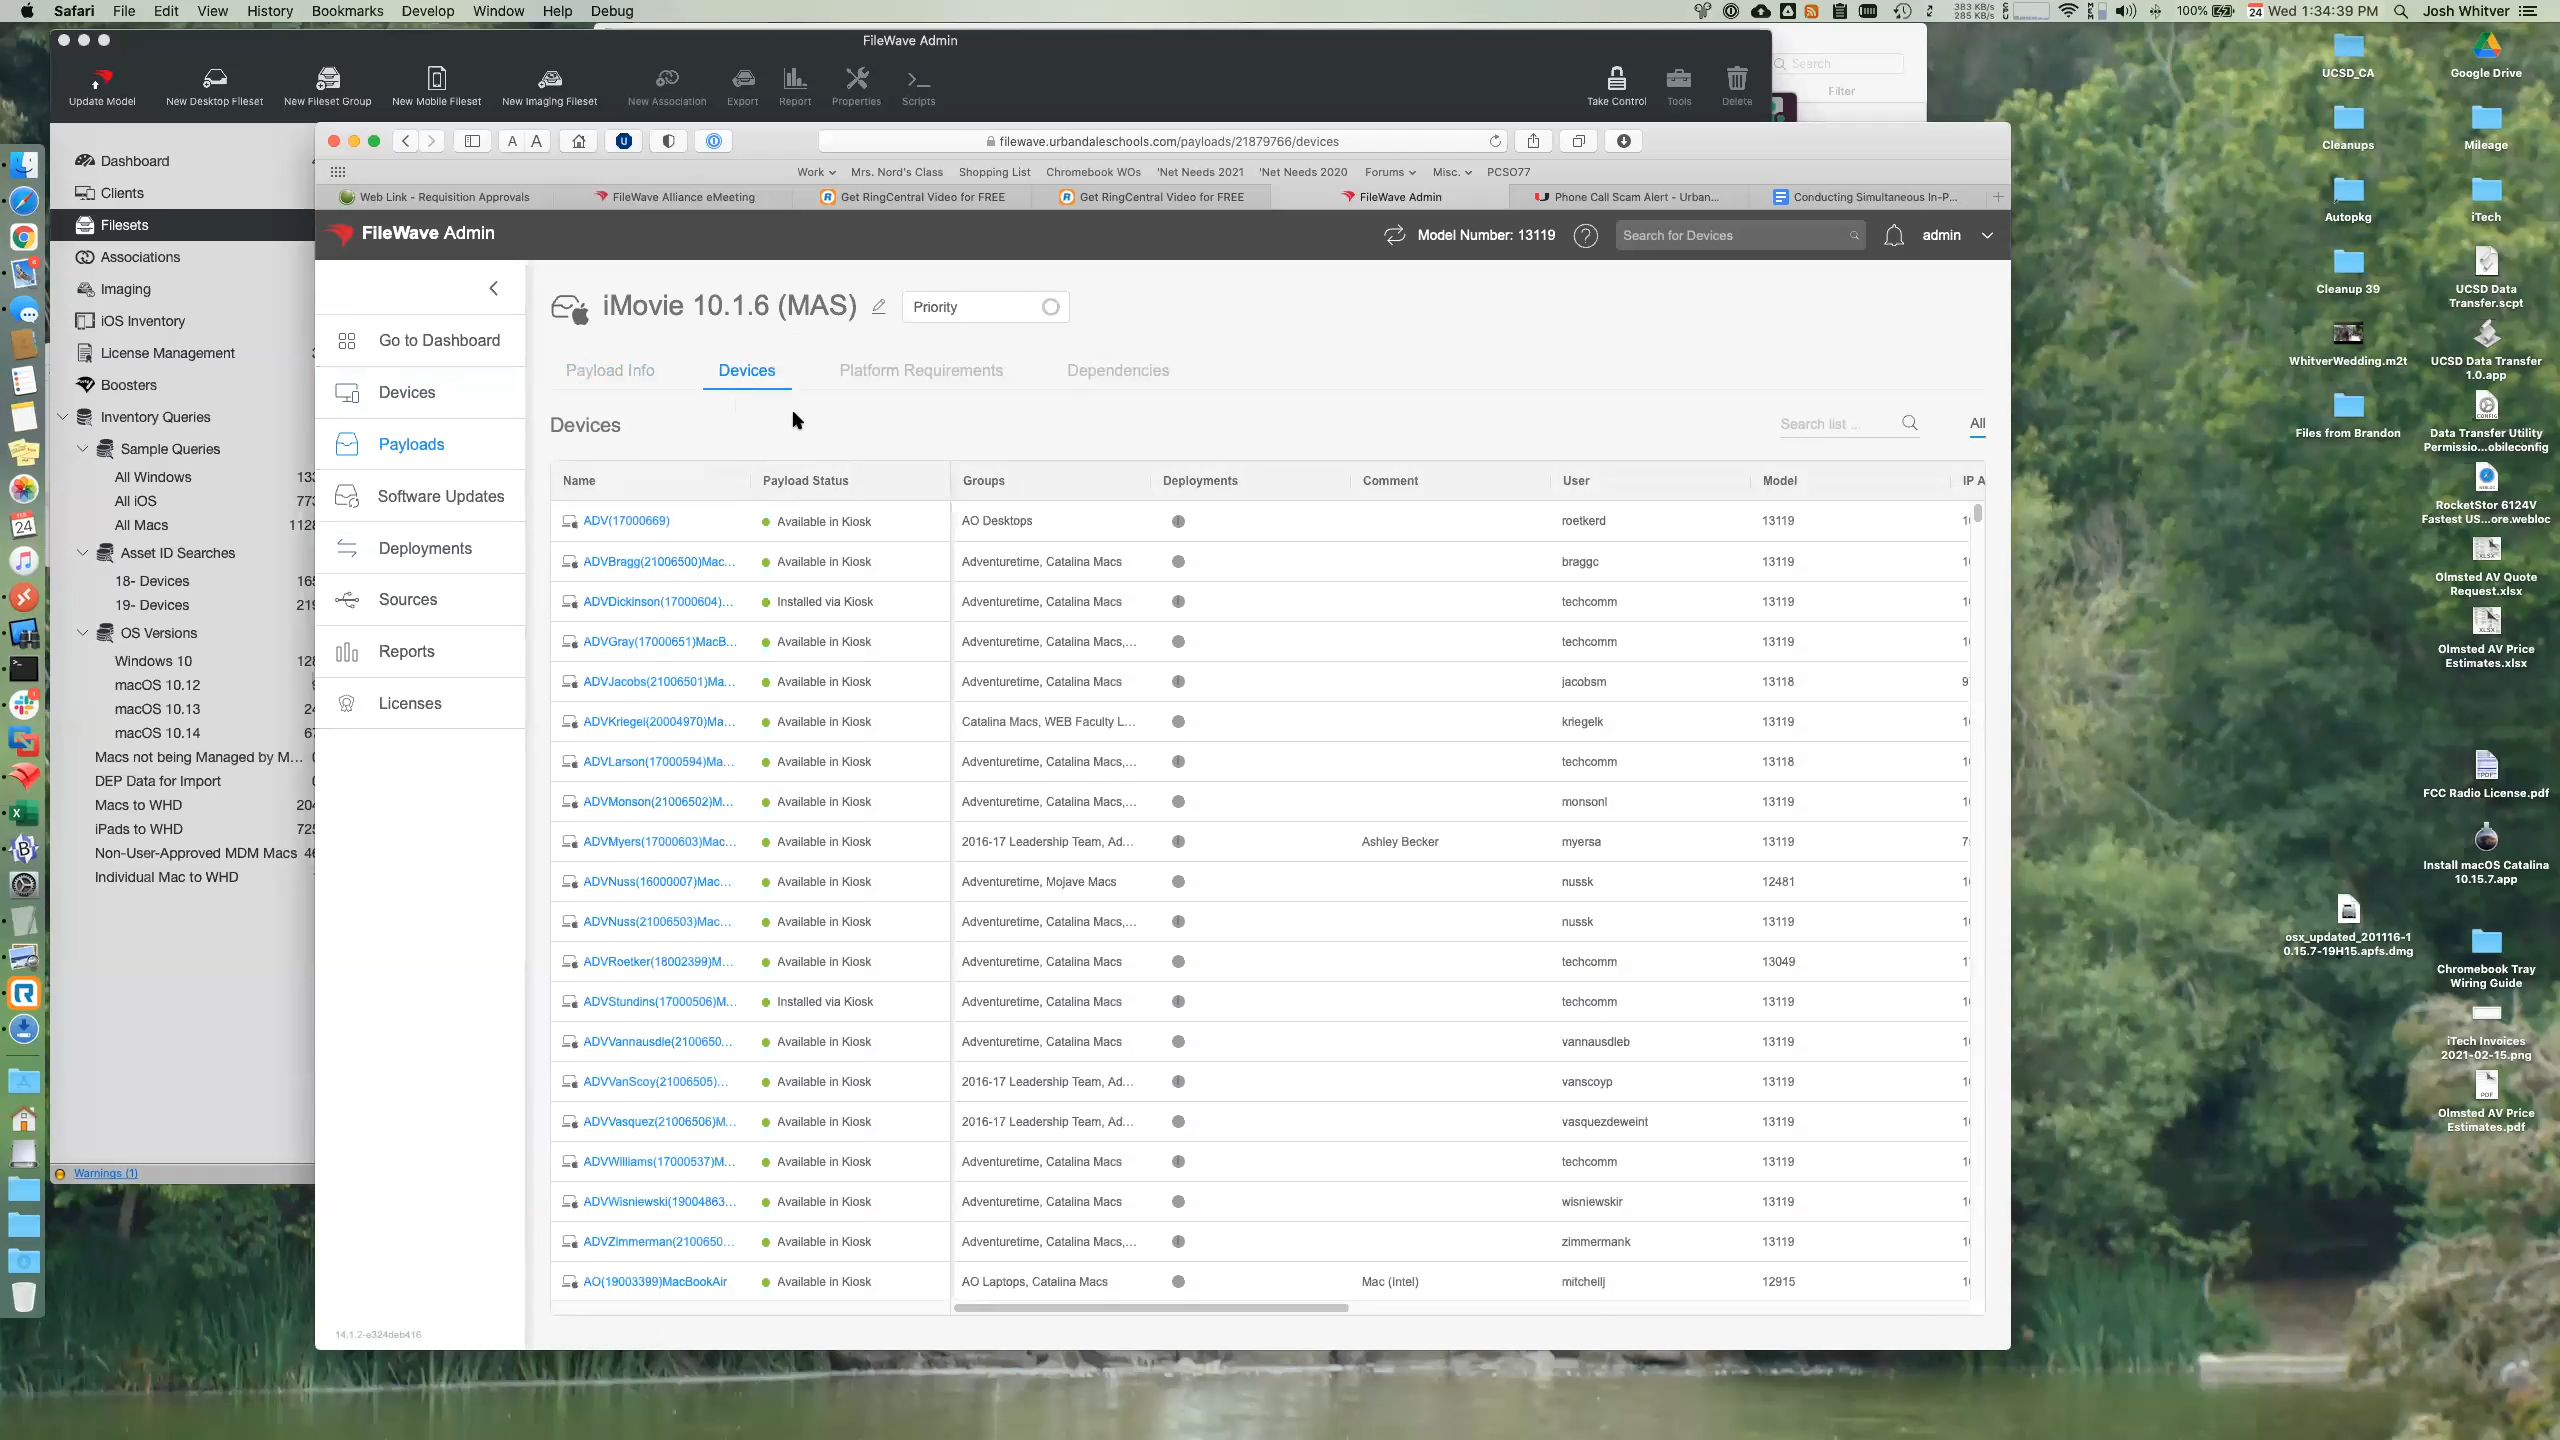 Safari File Edit View History Bookmarks Develop Window Help Debug
383 KB/s
285 KB/s
100% Wed 1:34:39 PM Josh Whitver
FileWave Admin
Update Model New Desktop Fileset New Fileset Group New Mobile Fileset New Imaging Fileset New Association Export Report Properties Scripts Take Control Tools Delete
Search
Filter
Dashboard
Clients
Filesets
Associations
Imaging
iOS Inventory
License Management
Boosters
Inventory Queries
Sample Queries
All Windows 133
All iOS 773
All Macs 1128
Asset ID Searches
18- Devices 165
19- Devices 219
OS Versions
Windows 10 128
macOS 10.12
macOS 10.13 24
macOS 10.14 67
Macs not being Managed by M...
DEP Data for Import
Macs to WHD 204
iPads to WHD 725
Non-User-Approved MDM Macs 46
Individual Mac to WHD
Warnings (1)
A A filewave.urbandaleschools.com/payloads/21879766/devices
Work Mrs. Nord's Class Shopping List Chromebook WOs 'Net Needs 2021 'Net Needs 2020 Forums Misc. PCSO77
Web Link - Requisition Approvals FileWave Alliance eMeeting Get RingCentral Video for FREE Get RingCentral Video for FREE FileWave Admin Phone Call Scam Alert - Urban... Conducting Simultaneous In-P...
FileWave Admin Model Number: 13119 Search for Devices admin
Go to Dashboard
Devices
Payloads
Software Updates
Deployments
Sources
Reports
Licenses
14.1.2-e324deb416
iMovie 10.1.6 (MAS) Priority
Payload Info Devices Platform Requirements Dependencies
Devices Search list ... All
Name Payload Status Groups Deployments Comment User Model IP A
ADV(17000669) Available in Kiosk AO Desktops roetkerd 13119
ADVBragg(21006500)Mac... Available in Kiosk Adventuretime, Catalina Macs braggc 13119
ADVDickinson(17000604)... Installed via Kiosk Adventuretime, Catalina Macs techcomm 13119
ADVGray(17000651)MacB... Available in Kiosk Adventuretime, Catalina Macs,... techcomm 13119
ADVJacobs(21006501)Ma... Available in Kiosk Adventuretime, Catalina Macs jacobsm 13118
ADVKriegel(20004970)Ma... Available in Kiosk Catalina Macs, WEB Faculty L... kriegelk 13119
ADVLarson(17000594)Ma... Available in Kiosk Adventuretime, Catalina Macs,... techcomm 13118
ADVMonson(21006502)M... Available in Kiosk Adventuretime, Catalina Macs,... monsonl 13119
ADVMyers(17000603)Mac... Available in Kiosk 2016-17 Leadership Team, Ad... Ashley Becker myersa 13119
ADVNuss(16000007)Mac... Available in Kiosk Adventuretime, Mojave Macs nussk 12481
ADVNuss(21006503)Mac... Available in Kiosk Adventuretime, Catalina Macs,... nussk 13119
ADVRoetker(18002399)M... Available in Kiosk Adventuretime, Catalina Macs techcomm 13049
ADVStundins(17000506)M... Installed via Kiosk Adventuretime, Catalina Macs techcomm 13119
ADVVannausdle(2100650... Available in Kiosk Adventuretime, Catalina Macs vannausdleb 13119
ADVVanScoy(21006505)... Available in Kiosk 2016-17 Leadership Team, Ad... vanscoyp 13119
ADVVasquez(21006506)M... Available in Kiosk 2016-17 Leadership Team, Ad... vasquezdeweint 13119
ADVWilliams(17000537)M... Available in Kiosk Adventuretime, Catalina Macs techcomm 13119
ADVWisniewski(19004863... Available in Kiosk Adventuretime, Catalina Macs wisniewskir 13119
ADVZimmerman(2100650... Available in Kiosk Adventuretime, Catalina Macs,... zimmermank 13119
AO(19003399)MacBookAir Available in Kiosk AO Laptops, Catalina Macs Mac (Intel) mitchellj 12915
UCSD_CA Google Drive
Cleanups Mileage
Autopkg iTech
Cleanup 39 UCSD Data
Transfer.scpt
WhitverWedding.m2t UCSD Data Transfer
1.0.app
Files from Brandon Data Transfer Utility
Permissio...obileconfig
RocketStor 6124V
Fastest US...ore.webloc
Olmsted AV Quote
Request.xlsx
Olmsted AV Price
Estimates.xlsx
FCC Radio License.pdf
Install macOS Catalina
10.15.7.app
osx_updated_201116-1
0.15.7-19H15.apfs.dmg
Chromebook Tray
Wiring Guide
iTech Invoices
2021-02-15.png
Olmsted AV Price
Estimates.pdf